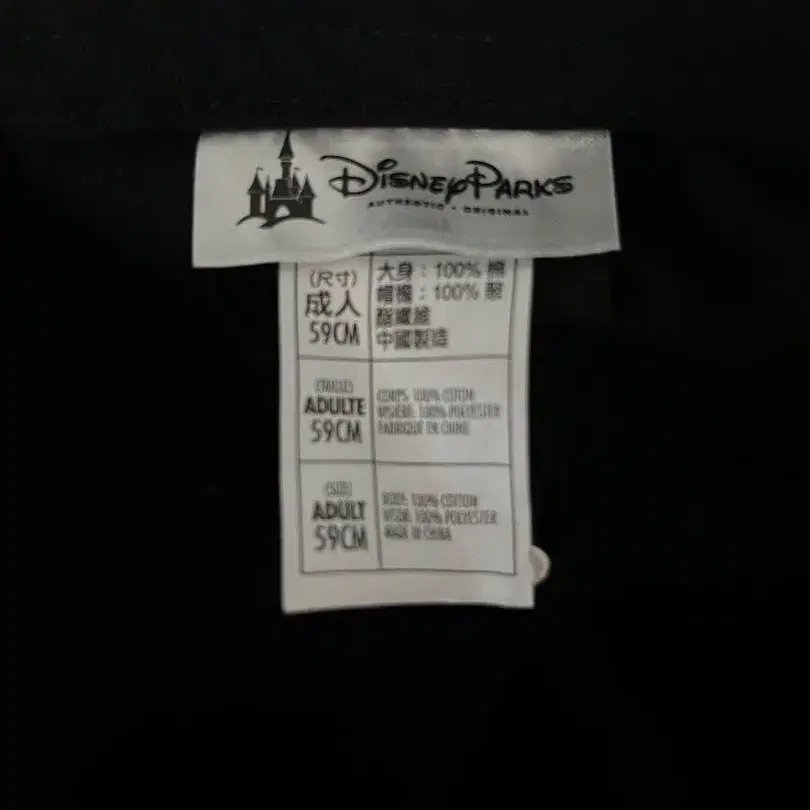 Disney Parks
AUTHENTIC • ORIGINAL
(尺寸)
成人
59CM
大身：100% 棉
帽檐：100% 聚
酯纖維
中國製造
(TAILLE)
ADULTE
59CM
CORPS: 100% COTON
VISIÈRE: 100% POLYESTER
FABRIQUÉ EN CHINE
(SIZE)
ADULT
59CM
BODY: 100% COTTON
VISOR: 100% POLYESTER
MADE IN CHINA